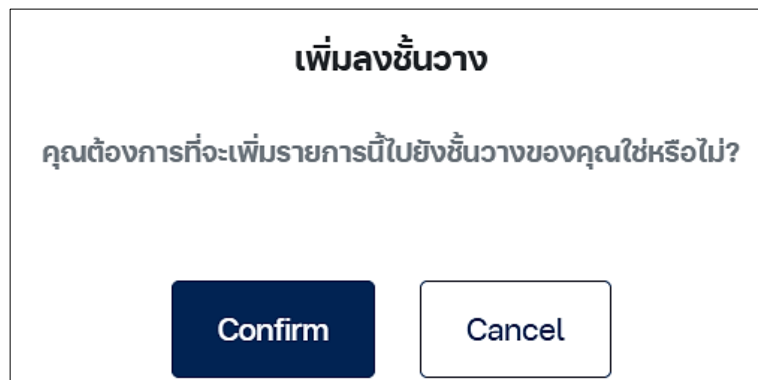 เพิ่มลงชั้นวาง
คุณต้องการที่จะเพิ่มรายการนี้ไปยังชั้นวางของคุณใช่หรือไม่?
Confirm
Cancel